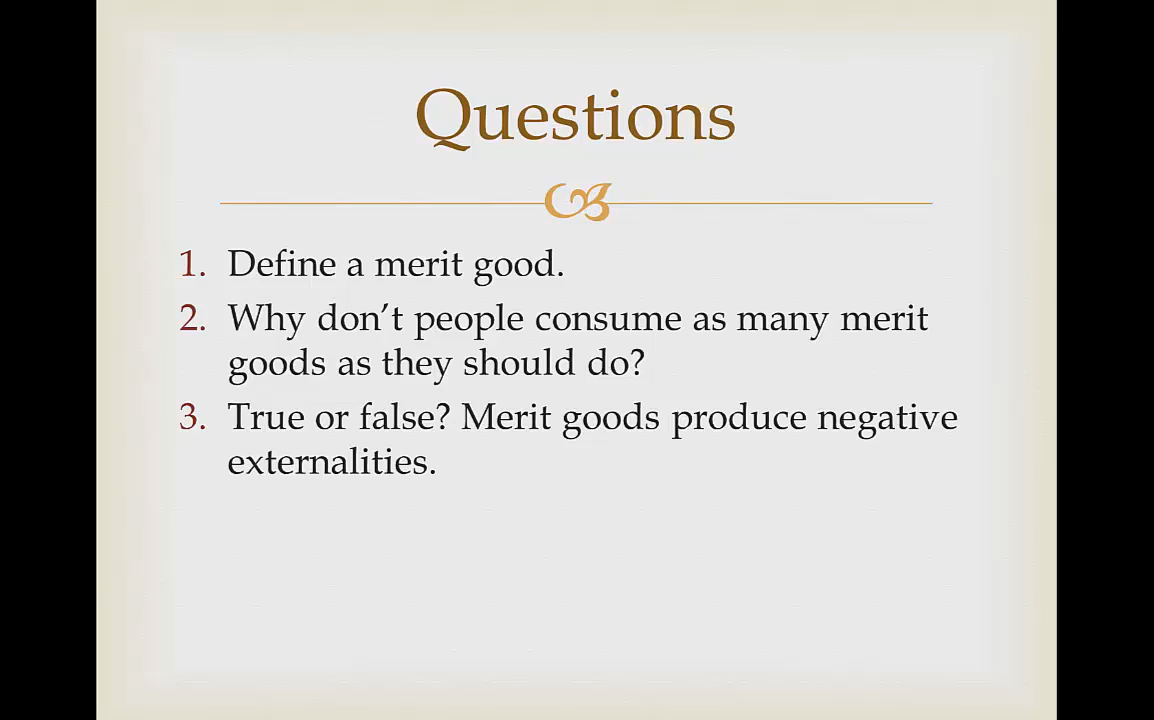 Questions
1. Define a merit good.
2. Why don’t people consume as many merit
goods as they should do?
3. True or false? Merit goods produce negative
externalities.